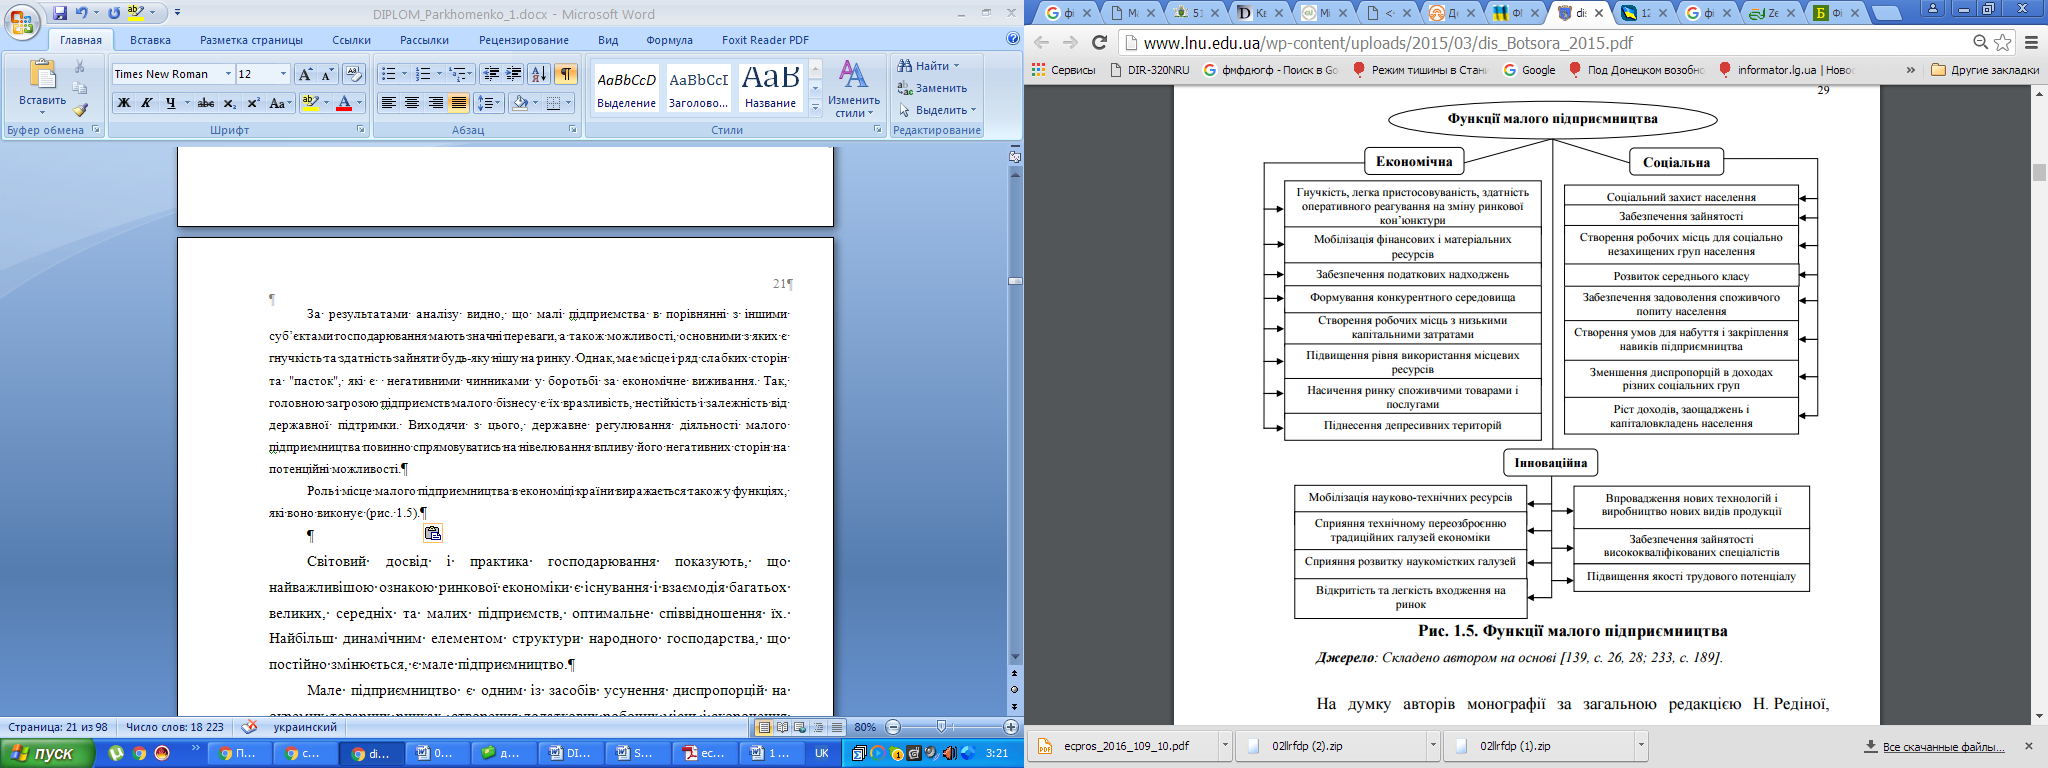 DIPLOM_Parkhomenko_1.docx - Microsoft Word
Главная Вставка Разметка страницы Ссылки Рассылки Рецензирование Вид Формула Foxit Reader PDF
Times New Roman 12
Вставить
Ж К Ч abc x₂ x² Aa
AaBbCcD AaBbCcI AaB
Выделение Заголово... Название
Изменить стили
Найти
Заменить
Выделить
Буфер обмена Шрифт Абзац Стили Редактирование
21¶
¶
За результатами аналізу видно, що малі підприємства в порівнянні з іншими
суб’єктами господарювання мають значні переваги, а також можливості, основними з яких є
гнучкість та здатність зайняти будь-яку нішу на ринку. Однак, має місце і ряд слабких сторін
та "пасток", які є негативними чинниками у боротьбі за економічне виживання. Так,
головною загрозою підприємств малого бізнесу є їх вразливість, нестійкість і залежність від
державної підтримки. Виходячи з цього, державне регулювання діяльності малого
підприємництва повинно спрямовуватись на нівелювання впливу його негативних сторін на
потенційні можливості.¶
Роль і місце малого підприємництва в економіці країни виражається також у функціях,
які воно виконує (рис. 1.5).¶
¶
Світовий досвід і практика господарювання показують, що
найважливішою ознакою ринкової економіки є існування і взаємодія багатьох
великих, середніх та малих підприємств, оптимальне співвідношення їх.
Найбільш динамічним елементом структури народного господарства, що
постійно змінюється, є мале підприємництво.¶
Мале підприємництво є одним із засобів усунення диспропорцій на
Страница: 21 из 98 Число слов: 18 223 украинский 80%
пуск П... с... di... 0... д... DI... S... ec... 1 ... UK 3:21
www.lnu.edu.ua/wp-content/uploads/2015/03/dis_Botsora_2015.pdf
Сервисы DIR-320NRU фмфдюгф - Поиск в Go Режим тишины в Стан Google Под Донецком возобно informator.lg.ua | Новос » Другие закладки
29
Функції малого підприємництва
Економічна
Гнучкість, легка пристосовуваність, здатність
оперативного реагування на зміну ринкової
кон’юнктури
Мобілізація фінансових і матеріальних
ресурсів
Забезпечення податкових надходжень
Формування конкурентного середовища
Створення робочих місць з низькими
капітальними затратами
Підвищення рівня використання місцевих
ресурсів
Насичення ринку споживчими товарами і
послугами
Піднесення депресивних територій
Соціальна
Соціальний захист населення
Забезпечення зайнятості
Створення робочих місць для соціально
незахищених груп населення
Розвиток середнього класу
Забезпечення задоволення споживчого
попиту населення
Створення умов для набуття і закріплення
навиків підприємництва
Зменшення диспропорцій в доходах
різних соціальних груп
Ріст доходів, заощаджень і
капіталовкладень населення
Інноваційна
Мобілізація науково-технічних ресурсів
Сприяння технічному переозброєнню
традиційних галузей економіки
Сприяння розвитку наукомістких галузей
Відкритість та легкість входження на
ринок
Впровадження нових технологій і
виробництво нових видів продукції
Забезпечення зайнятості
висококваліфікованих спеціалістів
Підвищення якості трудового потенціалу
Рис. 1.5. Функції малого підприємництва
Джерело: Складено автором на основі [139, с. 26, 28; 233, с. 189].
На думку авторів монографії за загальною редакцією Н. Редіної,
ecpros_2016_109_10.pdf 02llrfdp (2).zip 02llrfdp (1).zip Все скачанные файлы...